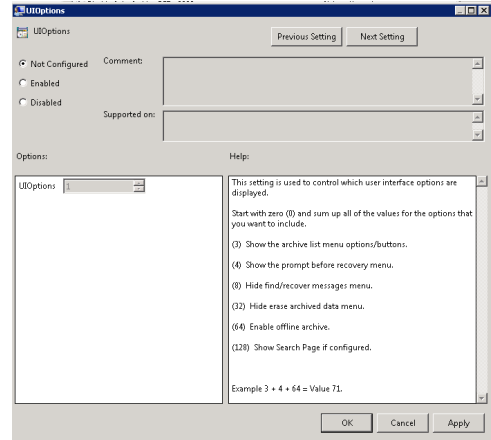 UIOptions
UIOptions
Previous Setting
Next Setting
Not Configured
Comment:
Enabled
Disabled
Supported on:
Options:
Help:
UIOptions 1
This setting is used to control which user interface options are
displayed.
Start with zero (0) and sum up all of the values for the options that
you want to include.
(3) Show the archive list menu options/buttons.
(4) Show the prompt before recovery menu.
(8) Hide find/recover messages menu.
(32) Hide erase archived data menu.
(64) Enable offline archive.
(128) Show Search Page if configured.
Example 3 + 4 + 64 = Value 71.
OK
Cancel
Apply